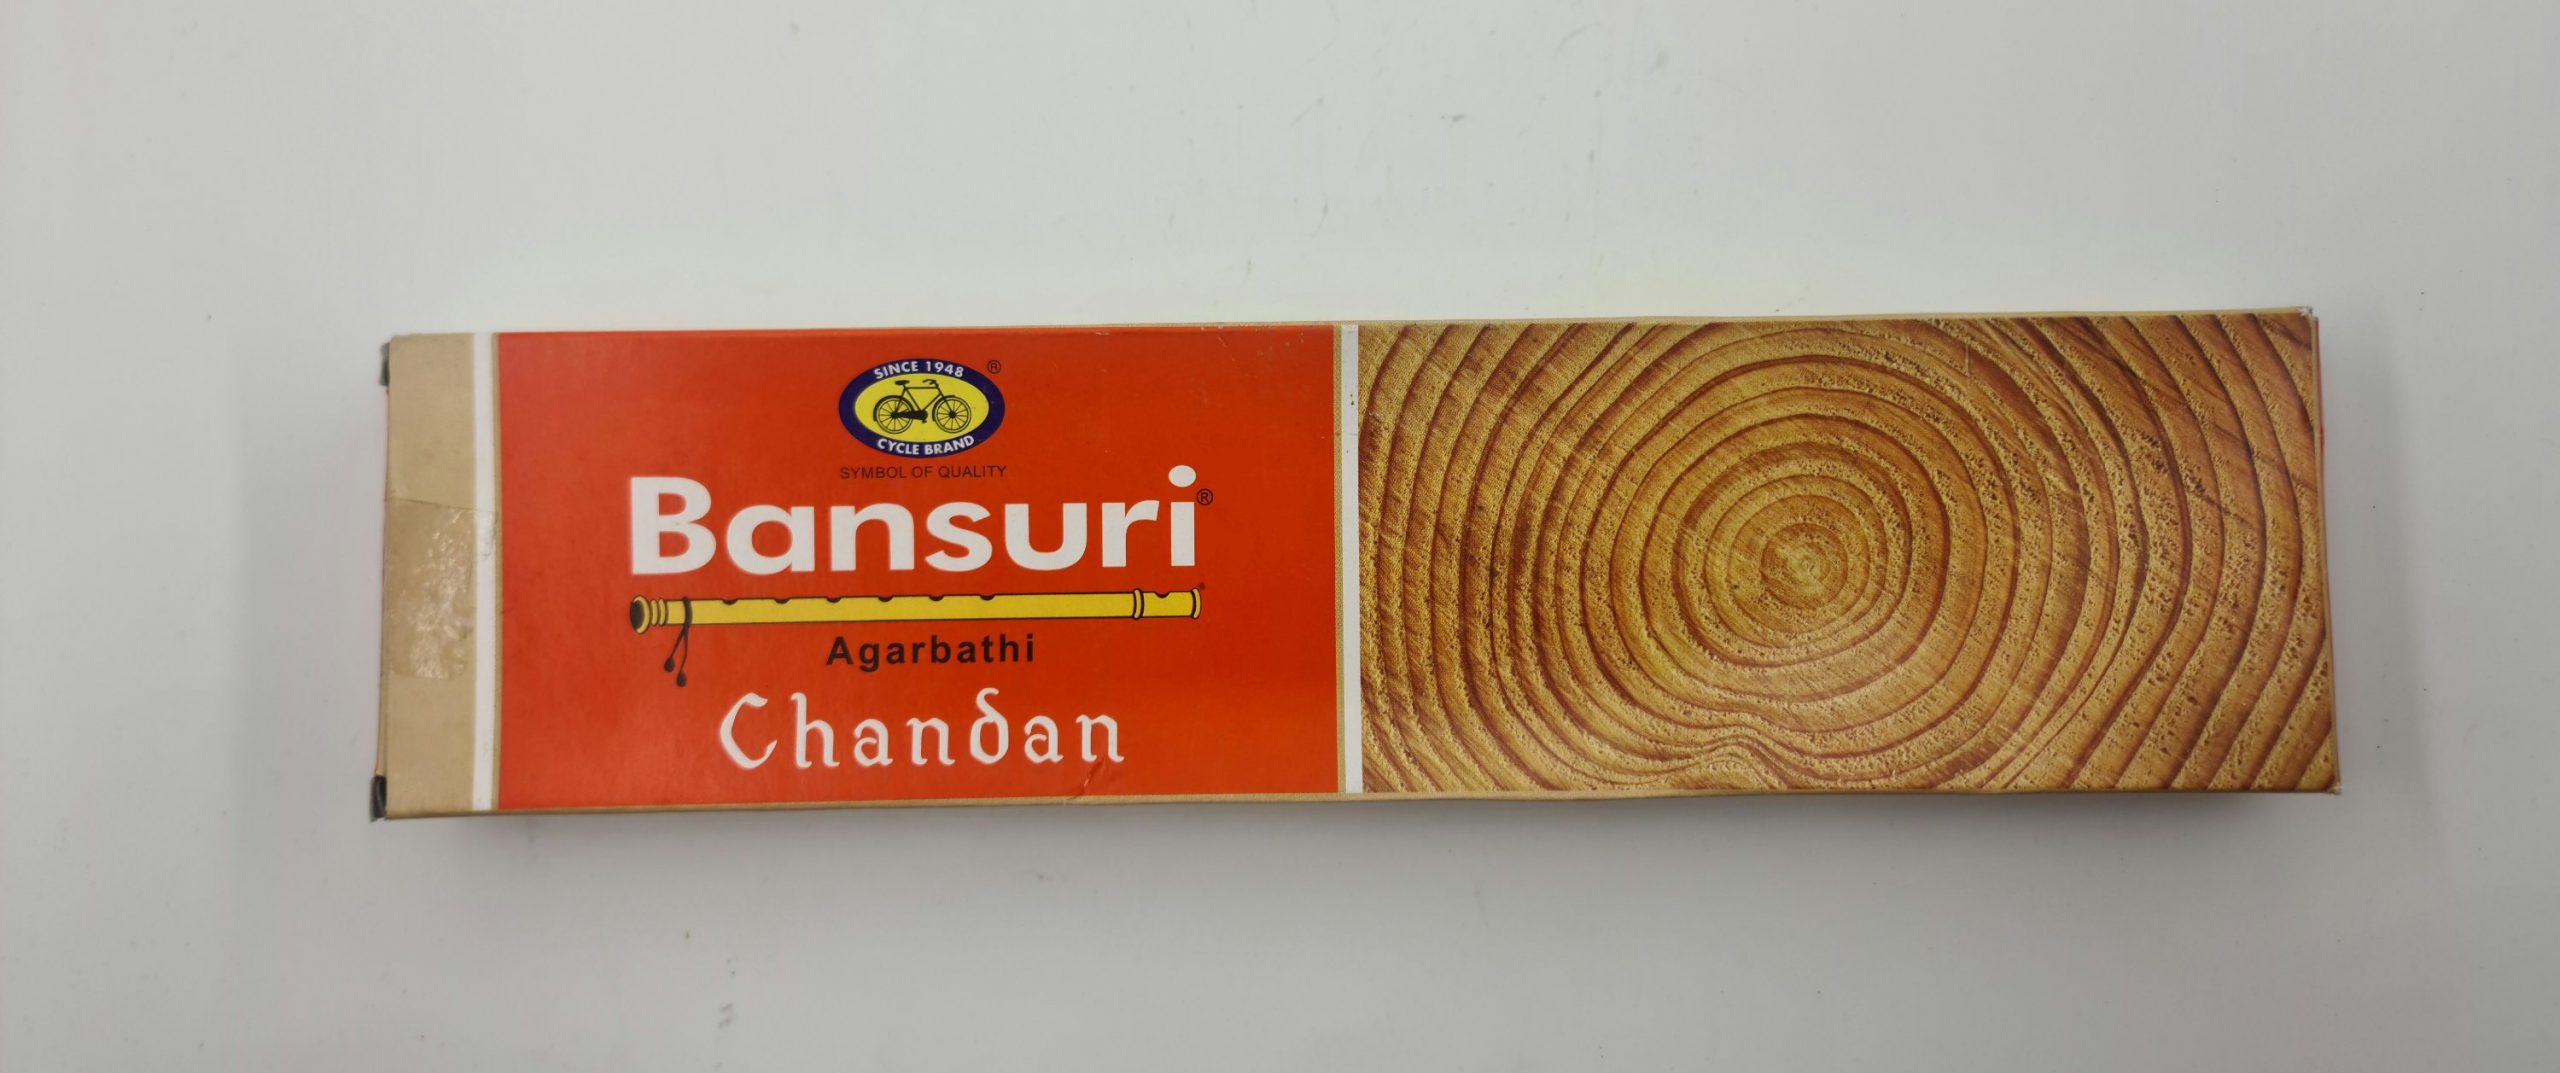 SINCE 1948
®
CYCLE BRAND
SYMBOL OF QUALITY
Bansuri®
Agarbathi
Chandan